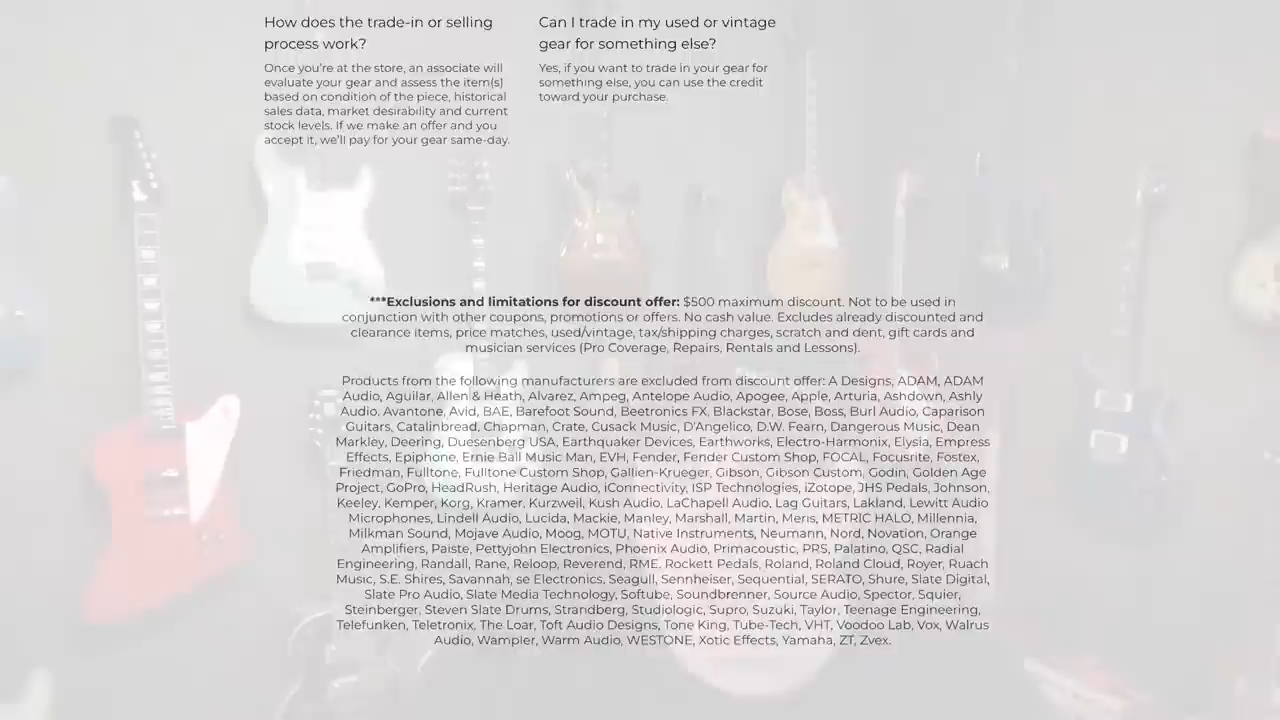 How does the trade-in or selling
process work?
Once you're at the store, an associate will
evaluate your gear and assess the item(s)
based on condition of the piece, historical
sales data, market desirability and current
stock levels. If we make an offer and you
accept it, we'll pay for your gear same-day.
Can I trade in my used or vintage
gear for something else?
Yes, if you want to trade in your gear for
something else, you can use the credit
toward your purchase.
***Exclusions and limitations for discount offer: $500 maximum discount. Not to be used in
conjunction with other coupons, promotions or offers. No cash value. Excludes already discounted and
clearance items, price matches, used/vintage, tax/shipping charges, scratch and dent, gift cards and
musician services (Pro Coverage, Repairs, Rentals and Lessons).
Products from the following manufacturers are excluded from discount offer: A Designs, ADAM, ADAM
Audio, Aguilar, Allen & Heath, Alvarez, Ampeg, Antelope Audio, Apogee, Apple, Arturia, Ashdown, Ashly
Audio. Avantone, Avid, BAE, Barefoot Sound, Beetronics FX, Blackstar, Bose, Boss, Burl Audio, Caparison
Guitars, Catalinbread, Chapman, Crate, Cusack Music, D'Angelico, D.W. Fearn, Dangerous Music, Dean
Markley, Deering, Duesenberg USA, Earthquaker Devices, Earthworks, Electro-Harmonix, Elysia, Empress
Effects, Epiphone, Ernie Ball Music Man, EVH, Fender, Fender Custom Shop, FOCAL, Focusrite, Fostex,
Friedman, Fulltone, Fulltone Custom Shop, Gallien-Krueger, Gibson, Gibson Custom, Godin, Golden Age
Project, GoPro, HeadRush, Heritage Audio, iConnectivity, ISP Technologies, iZotope, JHS Pedals, Johnson,
Keeley, Kemper, Korg, Kramer, Kurzweil, Kush Audio, LaChapell Audio, Lag Guitars, Lakland, Lewitt Audio
Microphones, Lindell Audio, Lucida, Mackie, Manley, Marshall, Martin, Meris, METRIC HALO, Millennia,
Milkman Sound, Mojave Audio, Moog, MOTU, Native Instruments, Neumann, Nord, Novation, Orange
Amplifiers, Paiste, Pettyjohn Electronics, Phoenix Audio, Primacoustic, PRS, Palatino, QSC, Radial
Engineering, Randall, Rane, Reloop, Reverend, RME. Rockett Pedals, Roland, Roland Cloud, Royer, Ruach
Music, S.E. Shires, Savannah, se Electronics, Seagull, Sennheiser, Sequential, SERATO, Shure, Slate Digital,
Slate Pro Audio, Slate Media Technology, Softube, Soundbrenner, Source Audio, Spector, Squier,
Steinberger, Steven Slate Drums, Strandberg, Studiologic, Supro, Suzuki, Taylor, Teenage Engineering,
Telefunken, Teletronix, The Loar, Toft Audio Designs, Tone King, Tube-Tech, VHT, Voodoo Lab, Vox, Walrus
Audio, Wampler, Warm Audio, WESTONE, Xotic Effects, Yamaha, ZT, Zvex.